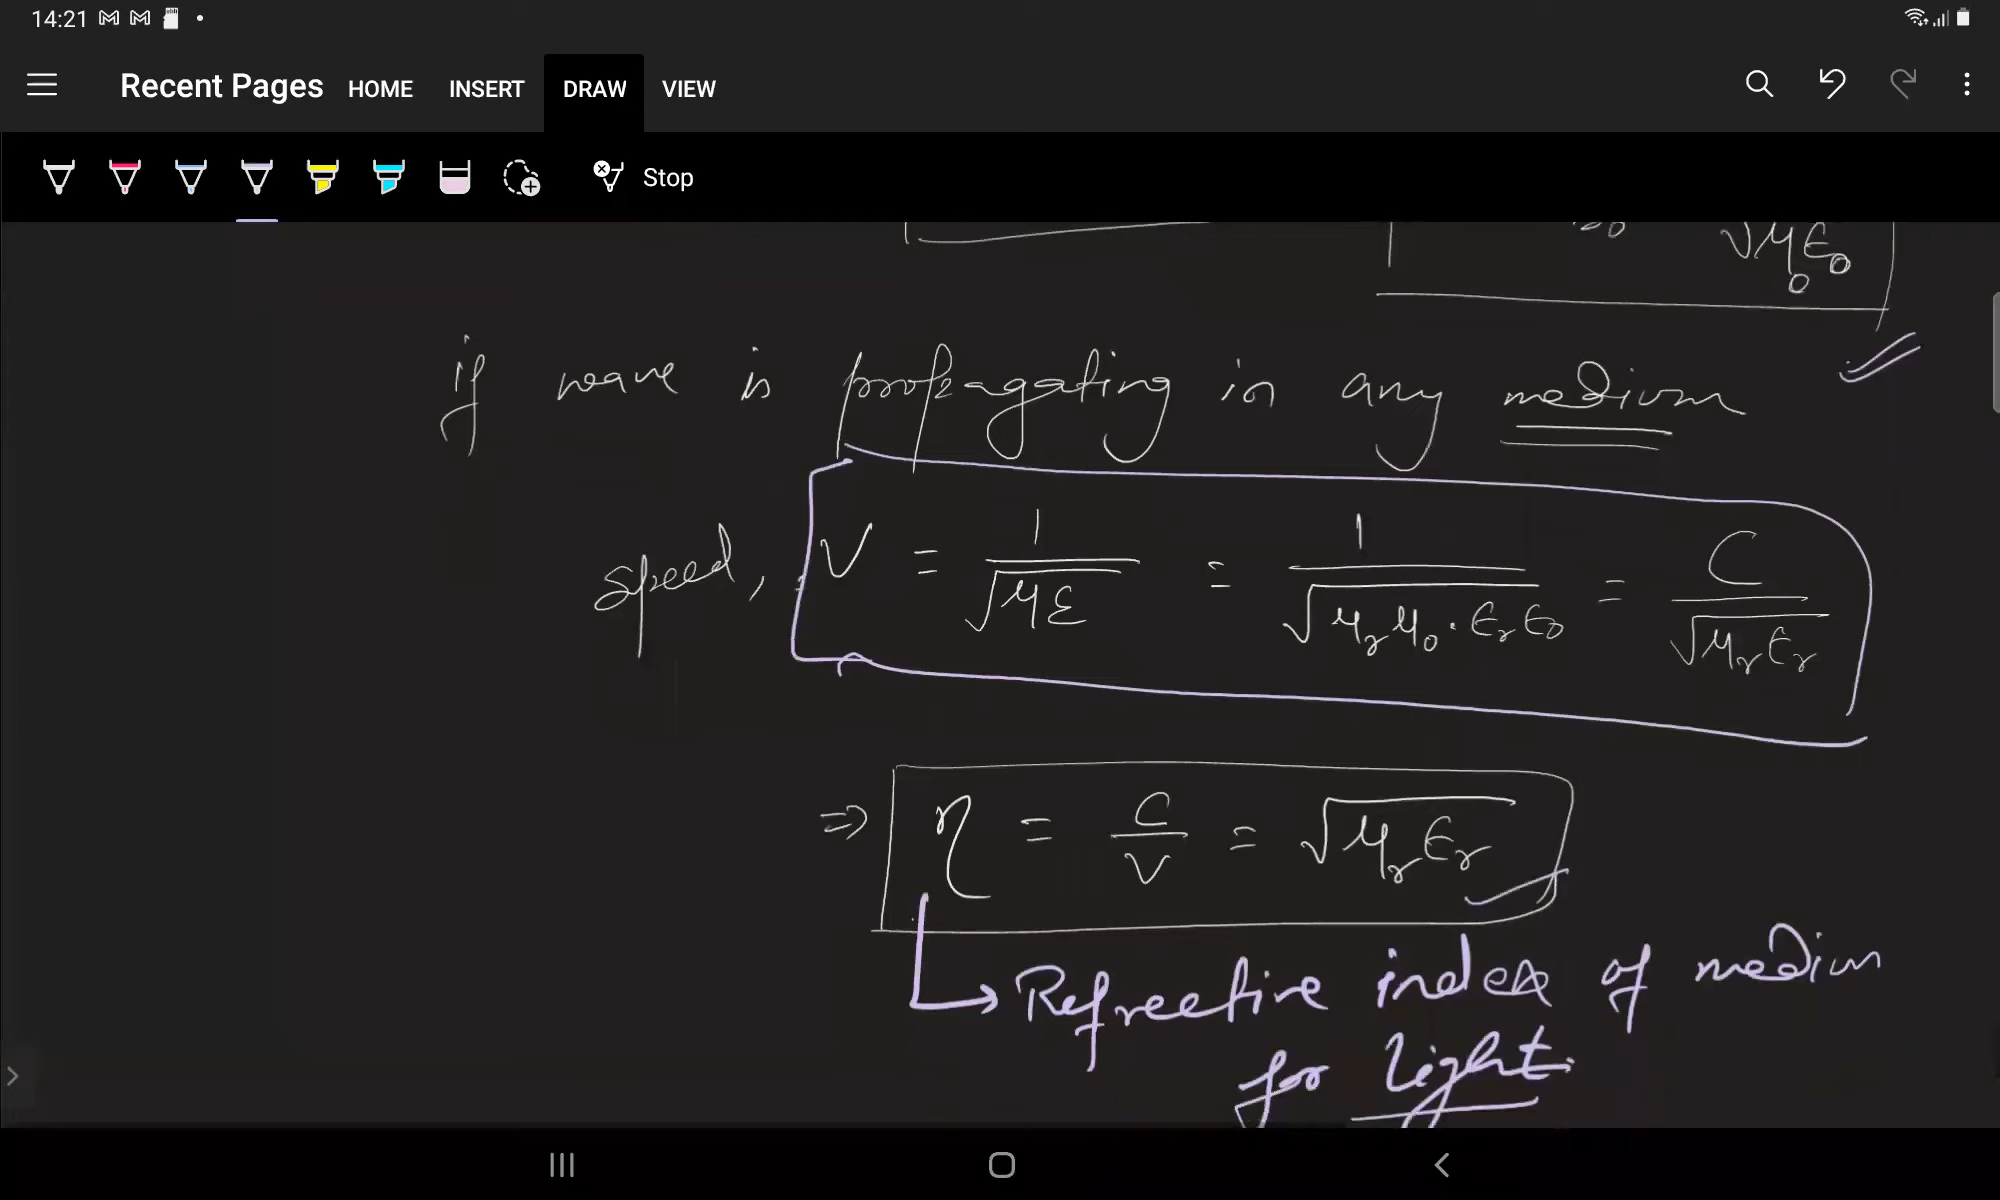 14:21
Recent Pages HOME INSERT DRAW VIEW
Stop
√μ₀ε₀
if wave is propagating in any medium
speed, V = 1/√με = 1/√μᵣμ₀·εᵣε₀ = C/√μᵣεᵣ
=> η = C/V = √μᵣεᵣ
↳ Refrective index of medium
for light.